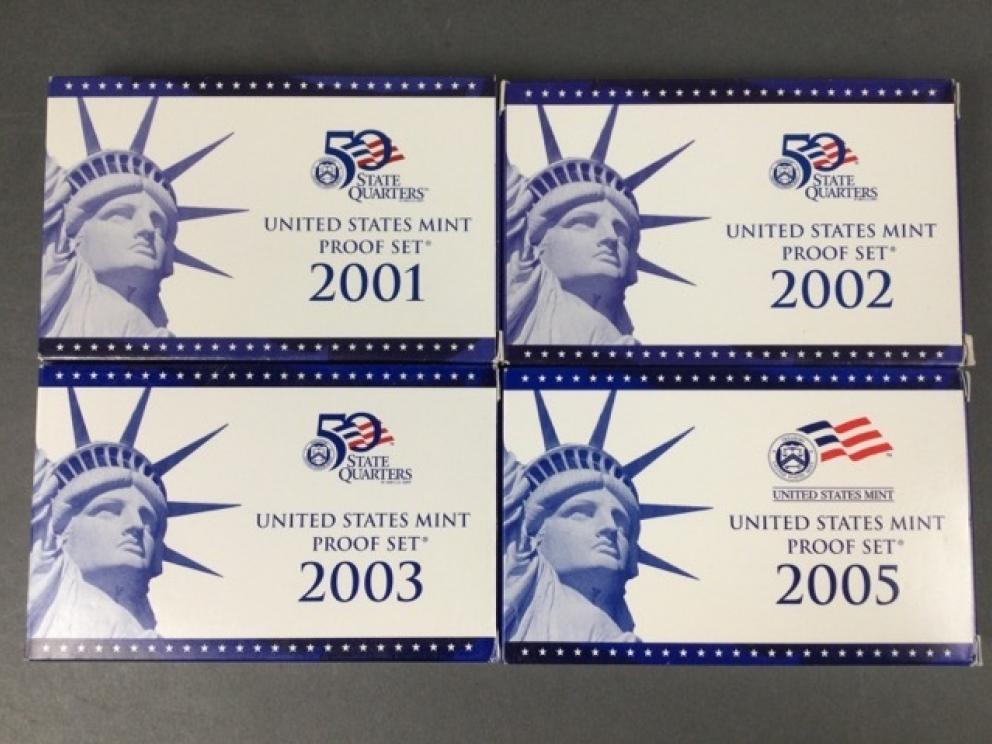 50
STATE
QUARTERS™
UNITED STATES MINT
PROOF SET®
2001
50
STATE
QUARTERS
UNITED STATES MINT
PROOF SET®
2002
50
STATE
QUARTERS
UNITED STATES MINT
PROOF SET®
2003
UNITED STATES MINT
UNITED STATES MINT
PROOF SET®
2005